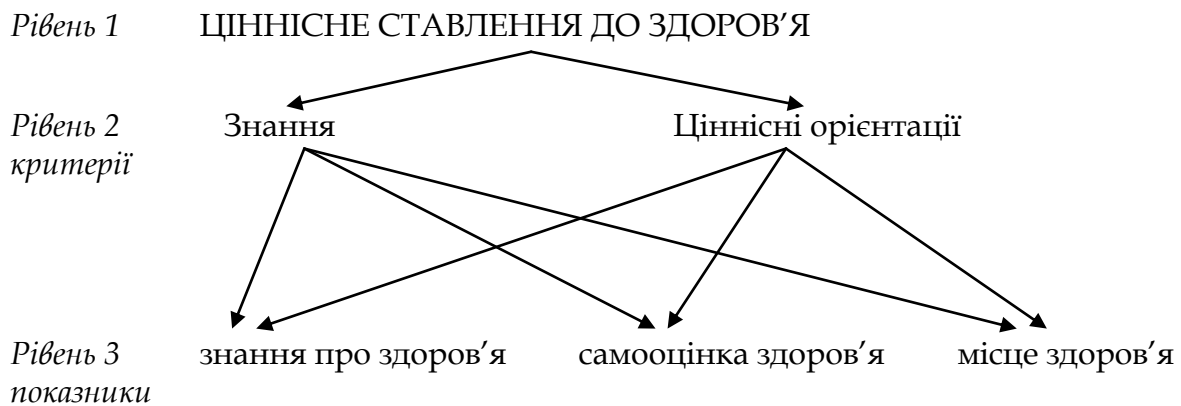 Рівень 1 ЦІННІСНЕ СТАВЛЕННЯ ДО ЗДОРОВ’Я
Рівень 2 Знання Ціннісні орієнтації
критерії
Рівень 3 знання про здоров’я самооцінка здоров’я місце здоров’я
показники